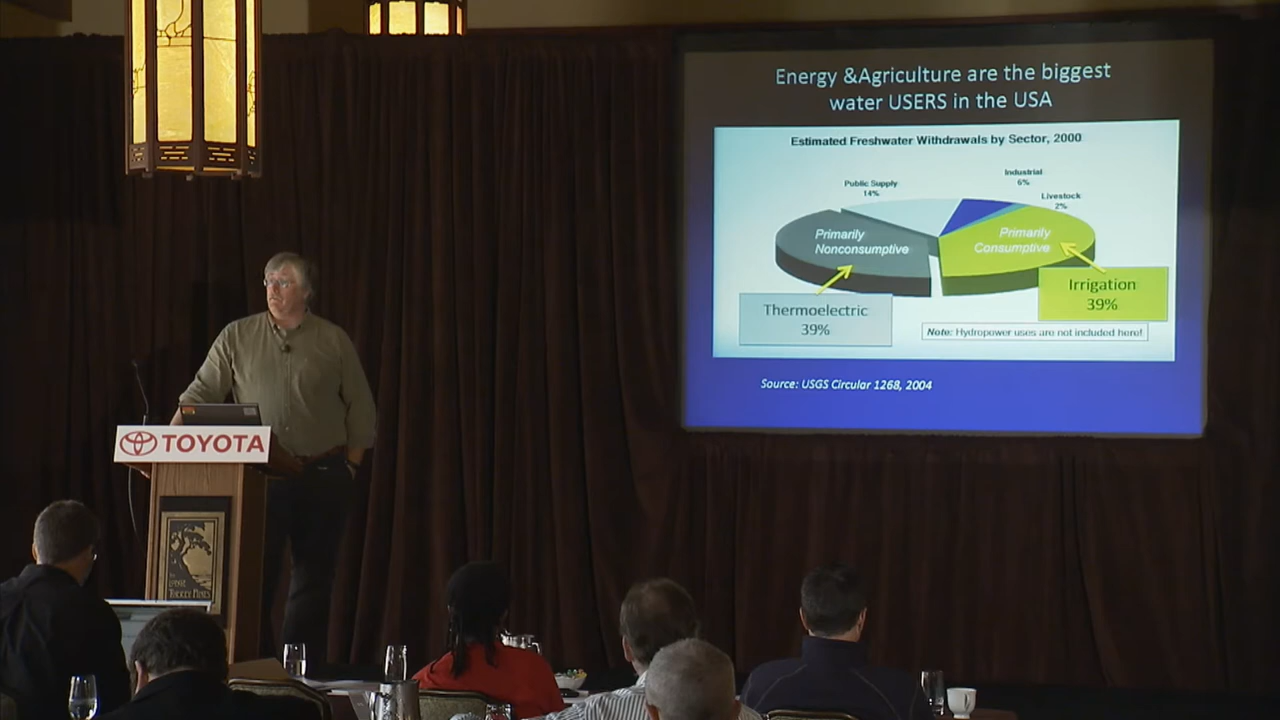 Energy &Agriculture are the biggest
water USERS in the USA
Estimated Freshwater Withdrawals by Sector, 2000
Public Supply
14%
Industrial
6%
Livestock
2%
Primarily
Nonconsumptive
Primarily
Consumptive
Thermoelectric
39%
Irrigation
39%
Note: Hydropower uses are not included here!
Source: USGS Circular 1268, 2004
TOYOTA
TORREY PINES